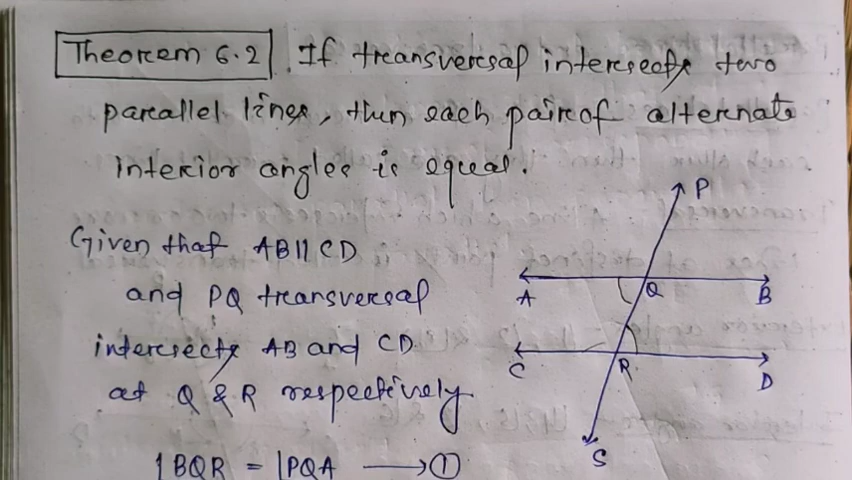 Theorem 6.2 If transversal intersects two
parallel lines, then each pair of alternate
interior angles is equal.
Given that AB || CD
and PQ transversal
intersects AB and CD
at Q & R respectively
∠BQR = ∠PQA → ①
P
A
Q
B
C
R
D
S